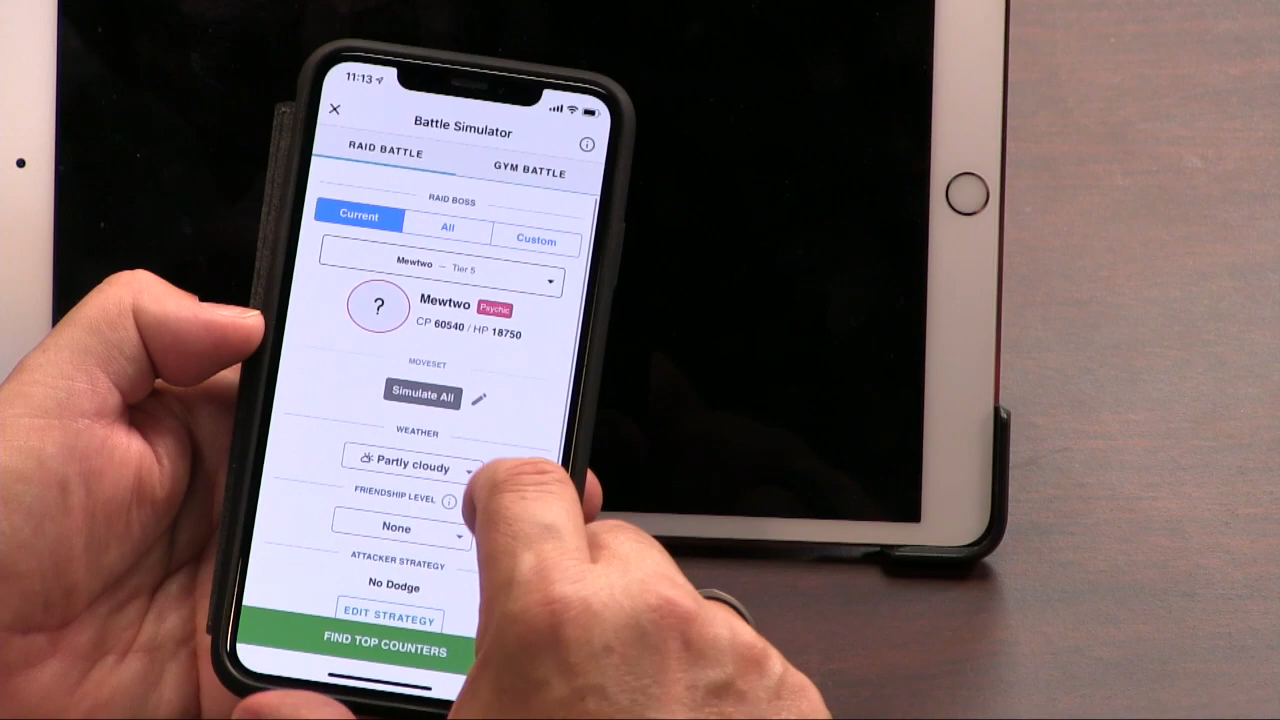 11:13
Battle Simulator
RAID BATTLE
GYM BATTLE
RAID BOSS
Current
All
Custom
Mewtwo — Tier 5
?
Mewtwo Psychic
CP 60540 / HP 18750
MOVESET
Simulate All
WEATHER
Partly cloudy
FRIENDSHIP LEVEL
None
ATTACKER STRATEGY
No Dodge
EDIT STRATEGY
FIND TOP COUNTERS